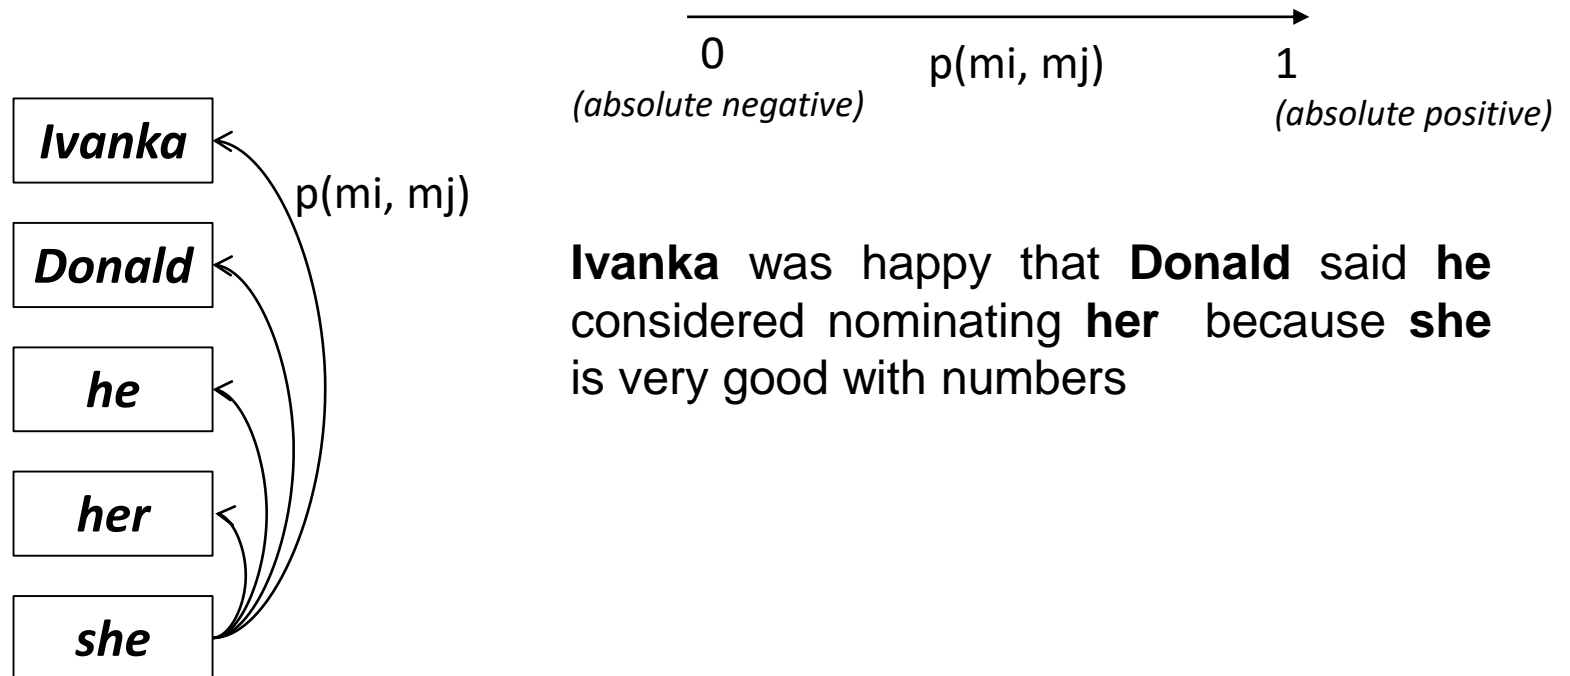 0
p(mi, mj)
1
(absolute negative)
(absolute positive)
Ivanka
p(mi, mj)
Donald
he
her
she
Ivanka was happy that Donald said he
considered nominating her because she
is very good with numbers